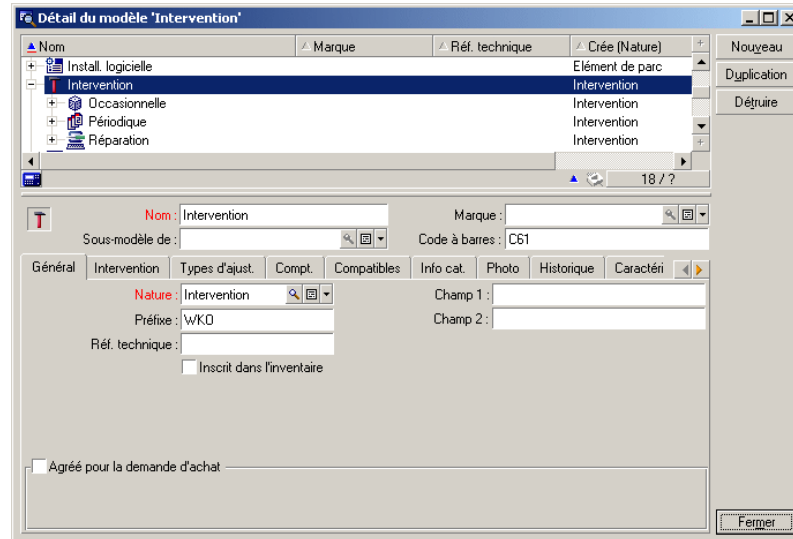 Détail du modèle 'Intervention'
Nom Marque Réf. technique Crée (Nature)
Install. logicielle Elément de parc
Intervention Intervention
Occasionnelle Intervention
Périodique Intervention
Réparation Intervention
18 / ?
Nouveau
Duplication
Détruire
Nom : Intervention Marque :
Sous-modèle de : Code à barres : C61
Général Intervention Types d'ajust. Compt. Compatibles Info cat. Photo Historique Caractéri
Nature : Intervention Champ 1 :
Préfixe : WKO Champ 2 :
Réf. technique :
Inscrit dans l'inventaire
Agréé pour la demande d'achat
Fermer